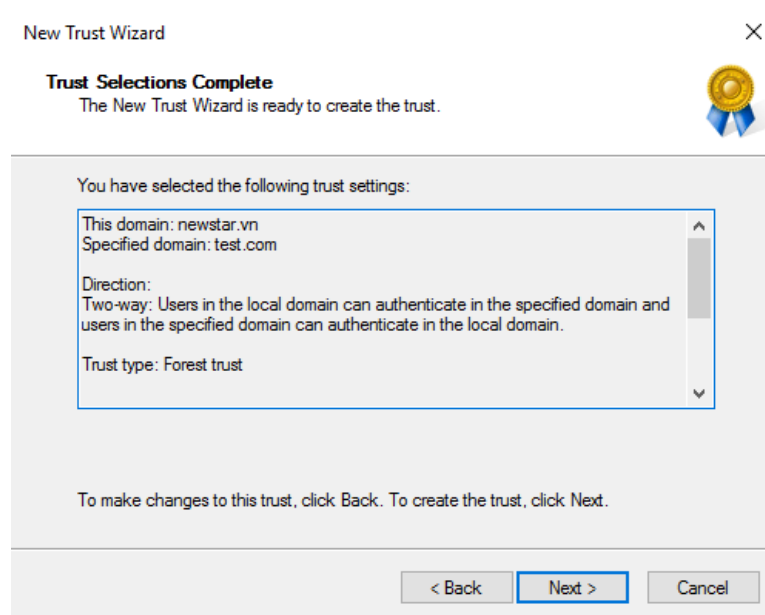 New Trust Wizard
Trust Selections Complete
The New Trust Wizard is ready to create the trust.
You have selected the following trust settings:
This domain: newstar.vn
Specified domain: test.com
Direction:
Two-way: Users in the local domain can authenticate in the specified domain and
users in the specified domain can authenticate in the local domain.
Trust type: Forest trust
To make changes to this trust, click Back. To create the trust, click Next.
< Back
Next >
Cancel